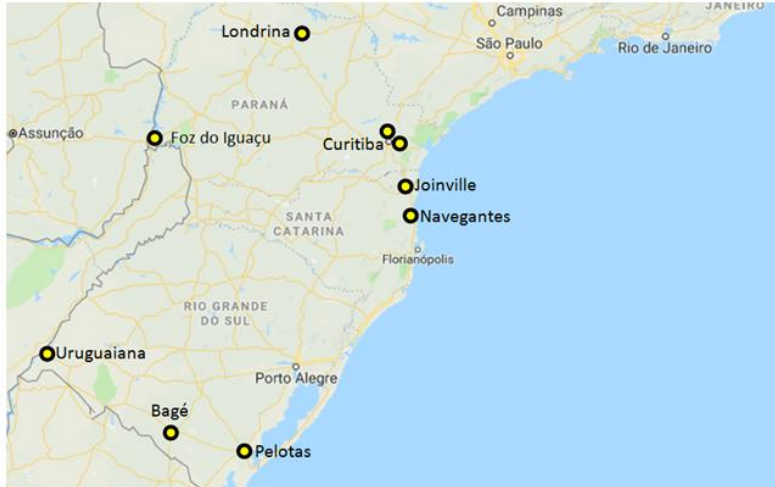 JANEIRO
Campinas
Londrina
São Paulo
Rio de Janeiro
PARANÁ
Assunção
Foz do Iguaçu
Curitiba
Joinville
SANTA
CATARINA
Navegantes
Florianópolis
RIO GRANDE
DO SUL
Uruguaiana
Porto Alegre
Bagé
Pelotas